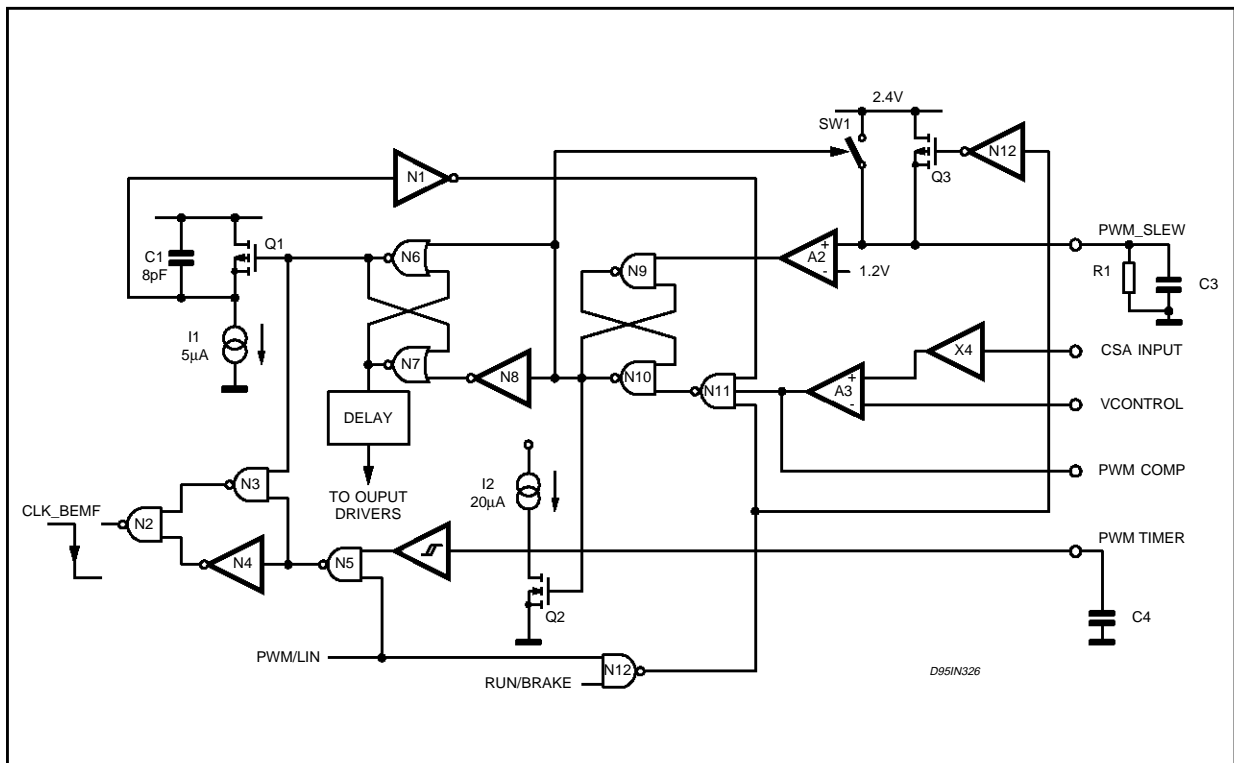 2.4V
SW1
N12
N1
Q3
Q1
PWM_SLEW
N6
C1
8pF
A2
+
-
1.2V
N9
R1
C3
I1
5µA
X4
CSA INPUT
N7
N8
N10
N11
A3
+
-
VCONTROL
DELAY
PWM COMP
N3
TO OUPUT
DRIVERS
I2
20µA
CLK_BEMF
N2
PWM TIMER
N4
N5
C4
Q2
PWM/LIN
N12
RUN/BRAKE
D95IN326